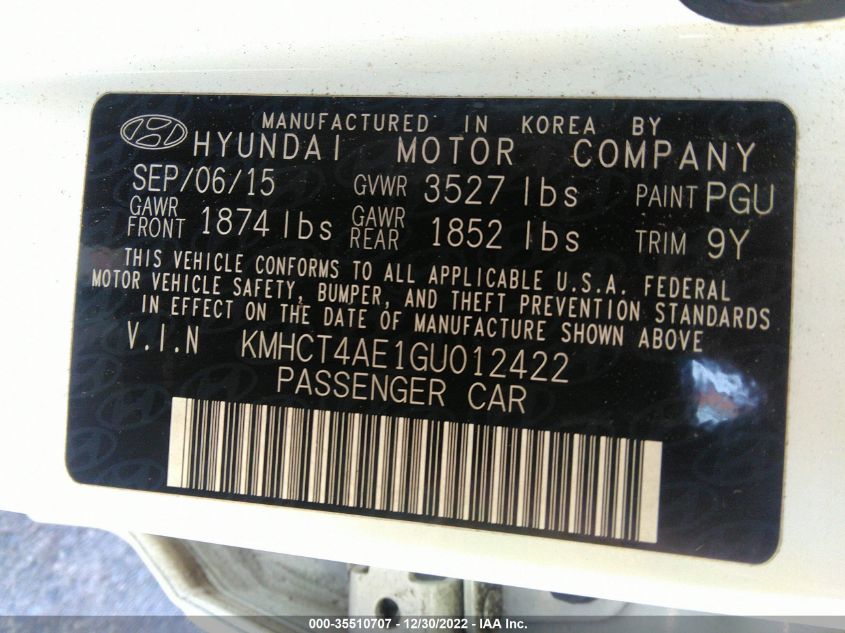 MANUFACTURED IN KOREA BY
HYUNDAI MOTOR COMPANY
SEP/06/15 GVWR 3527 lbs PAINT PGU
GAWR FRONT 1874 lbs GAWR REAR 1852 lbs TRIM 9Y
THIS VEHICLE CONFORMS TO ALL APPLICABLE U.S.A. FEDERAL
MOTOR VEHICLE SAFETY, BUMPER, AND THEFT PREVENTION STANDARDS
IN EFFECT ON THE DATE OF MANUFACTURE SHOWN ABOVE
V.I.N KMHCT4AE1GU012422
PASSENGER CAR
000-35510707 - 12/30/2022 - IAA Inc.